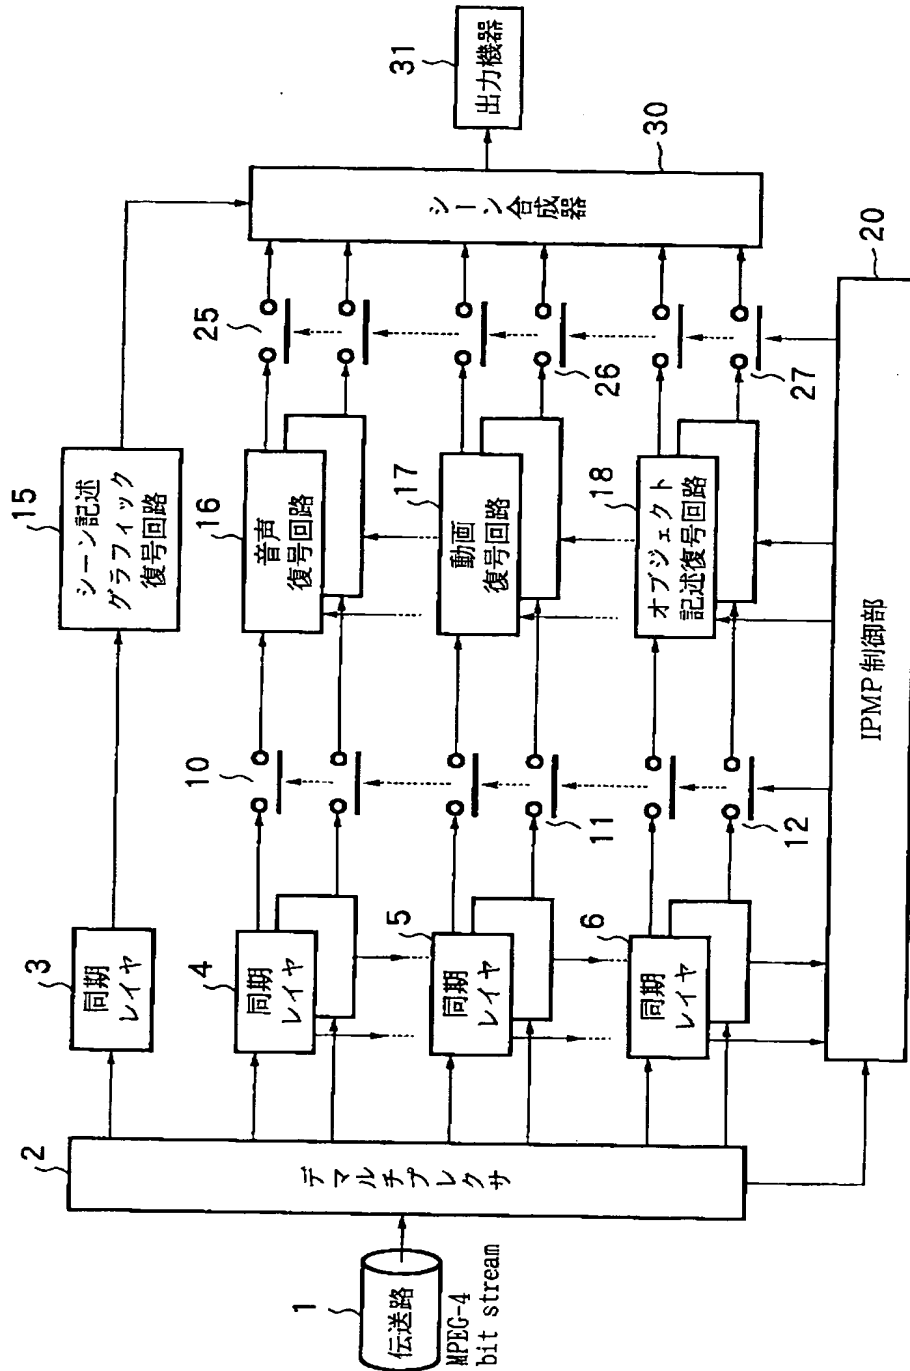 1
伝送路
MPEG-4
bit stream
2
デマルチプレクサ
3
同期
レイヤ
4
同期
レイヤ
5
同期
レイヤ
6
同期
レイヤ
10
11
12
15
シーン記述
グラフィック
復号回路
16
音声
復号回路
17
動画
復号回路
18
オブジェクト
記述復号回路
20
IPMP制御部
25
26
27
30
シーン合成器
31
出力機器